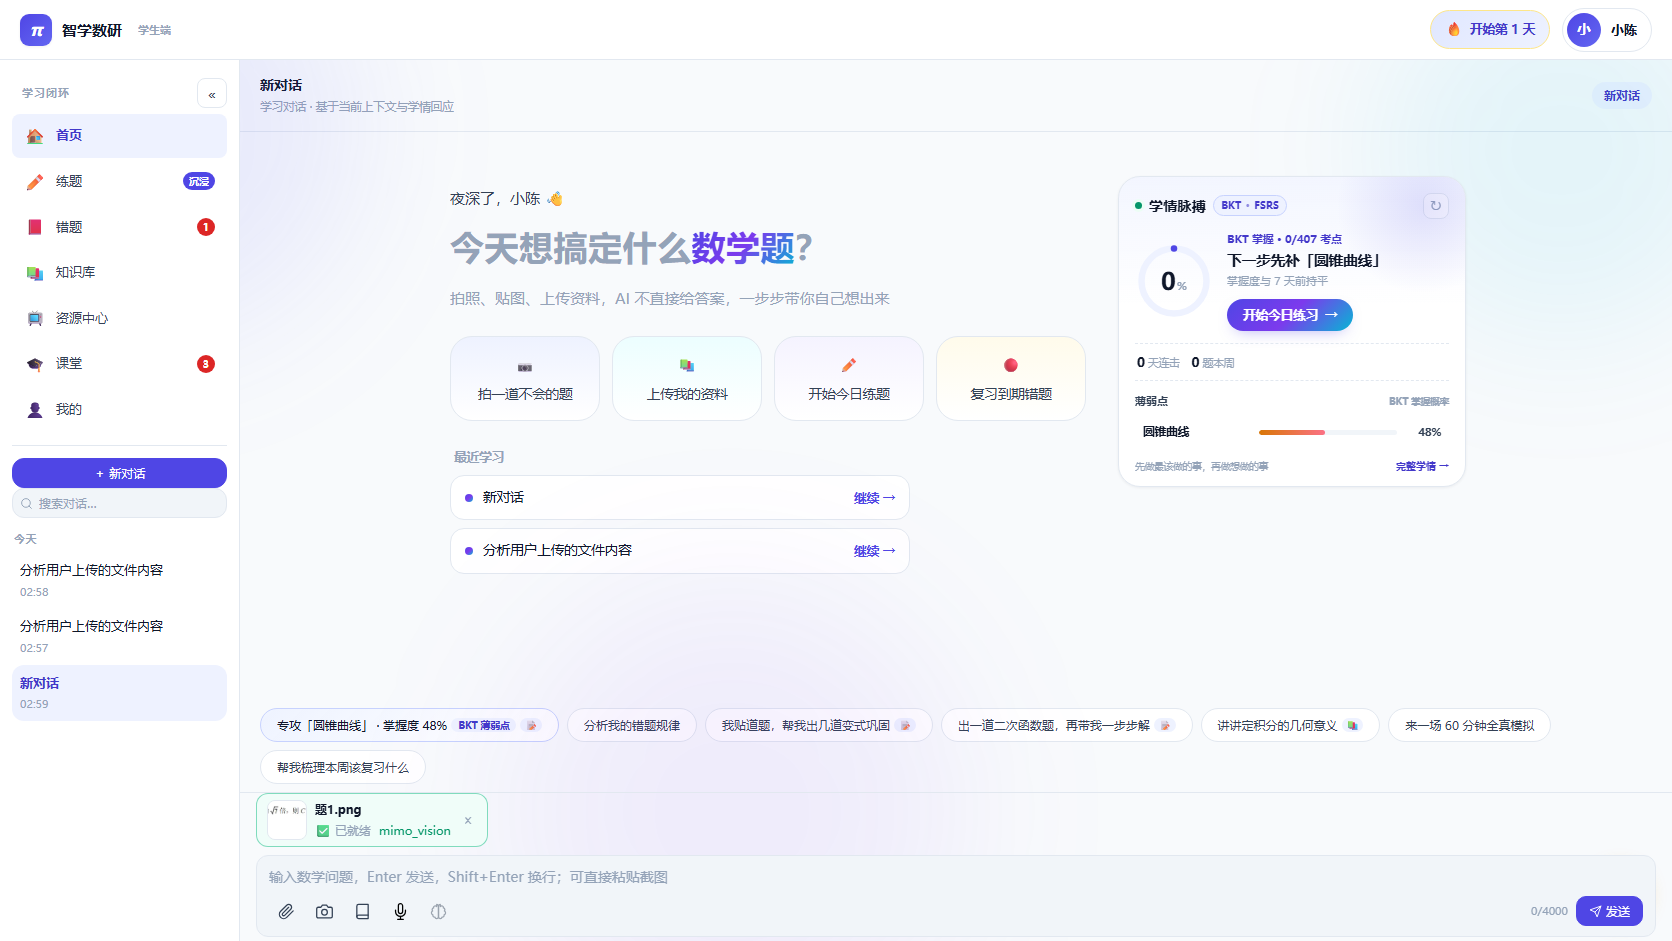 π 智学数研 学生端
🔥 开始第 1 天
小 小陈
学习闭环 «
首页
练题 沉浸
错题 1
知识库
资源中心
课堂 3
我的
+ 新对话
搜索对话...
今天
分析用户上传的文件内容
02:58
分析用户上传的文件内容
02:57
新对话
02:59
新对话
学习对话 · 基于当前上下文与学情回应
新对话
夜深了，小陈 👋
今天想搞定什么数学题?
拍照、贴图、上传资料，AI 不直接给答案，一步步带你自己想出来
拍一道不会的题
上传我的资料
开始今日练题
复习到期错题
最近学习
新对话 继续 →
分析用户上传的文件内容 继续 →
学情脉搏 BKT · FSRS ↻
0%
BKT 掌握 • 0/407 考点
下一步先补「圆锥曲线」
掌握度与 7 天前持平
开始今日练习 →
0 天连击 0 题本周
薄弱点 BKT 掌握概率
圆锥曲线 48%
先做最该做的事，再做想做的事 完整学情 →
专攻「圆锥曲线」 · 掌握度 48% BKT 薄弱点
分析我的错题规律
我贴道题，帮我出几道变式巩固
出一道二次函数题，再带我一步步解
讲讲定积分的几何意义
来一场 60 分钟全真模拟
帮我梳理本周该复习什么
题1.png
✅ 已就绪 mimo_vision ×
输入数学问题，Enter 发送，Shift+Enter 换行；可直接粘贴截图
0/4000 发送